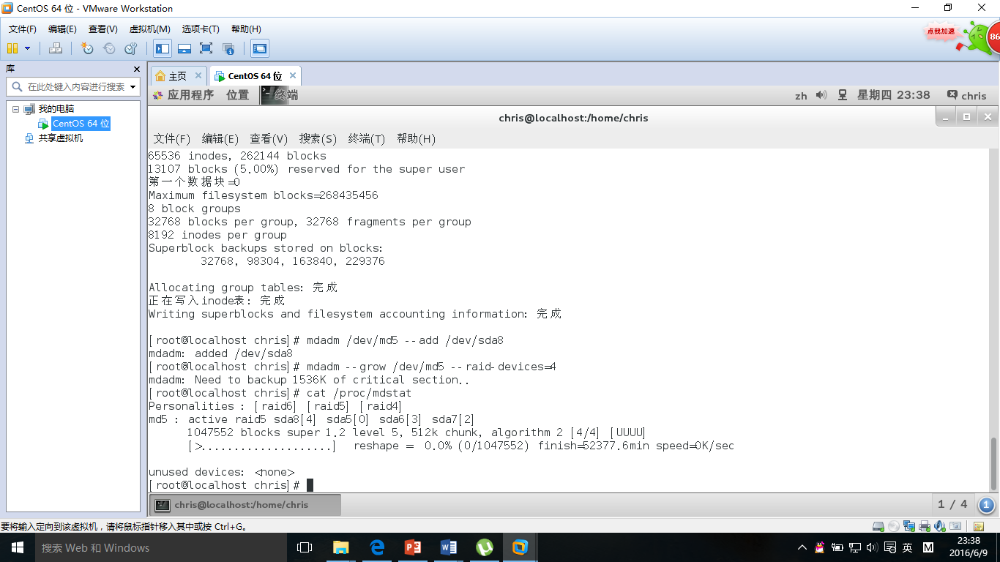 CentOS 64 位 - VMware Workstation
文件(F) 编辑(E) 查看(V) 虚拟机(M) 选项卡(T) 帮助(H)
点我加速
86
库
在此处键入内容进行搜索
我的电脑
CentOS 64 位
共享虚拟机
主页
CentOS 64 位
应用程序 位置 终端
zh 星期四 23:38 chris
chris@localhost:/home/chris
文件(F) 编辑(E) 查看(V) 搜索(S) 终端(T) 帮助(H)
65536 inodes, 262144 blocks
13107 blocks (5.00%) reserved for the super user
第一个数据块=0
Maximum filesystem blocks=268435456
8 block groups
32768 blocks per group, 32768 fragments per group
8192 inodes per group
Superblock backups stored on blocks:
32768, 98304, 163840, 229376
Allocating group tables: 完成
正在写入inode表: 完成
Writing superblocks and filesystem accounting information: 完成
[root@localhost chris]# mdadm /dev/md5 --add /dev/sda8
mdadm: added /dev/sda8
[root@localhost chris]# mdadm --grow /dev/md5 --raid-devices=4
mdadm: Need to backup 1536K of critical section..
[root@localhost chris]# cat /proc/mdstat
Personalities : [raid6] [raid5] [raid4]
md5 : active raid5 sda8[4] sda5[0] sda6[3] sda7[2]
1047552 blocks super 1.2 level 5, 512k chunk, algorithm 2 [4/4] [UUUU]
[>....................] reshape = 0.0% (0/1047552) finish=52377.6min speed=0K/sec
unused devices: <none>
[root@localhost chris]#
chris@localhost:/home/chris
1 / 4
1
要将输入定向到该虚拟机，请将鼠标指针移入其中或按 Ctrl+G。
搜索 Web 和 Windows
英
M
23:38
2016/6/9